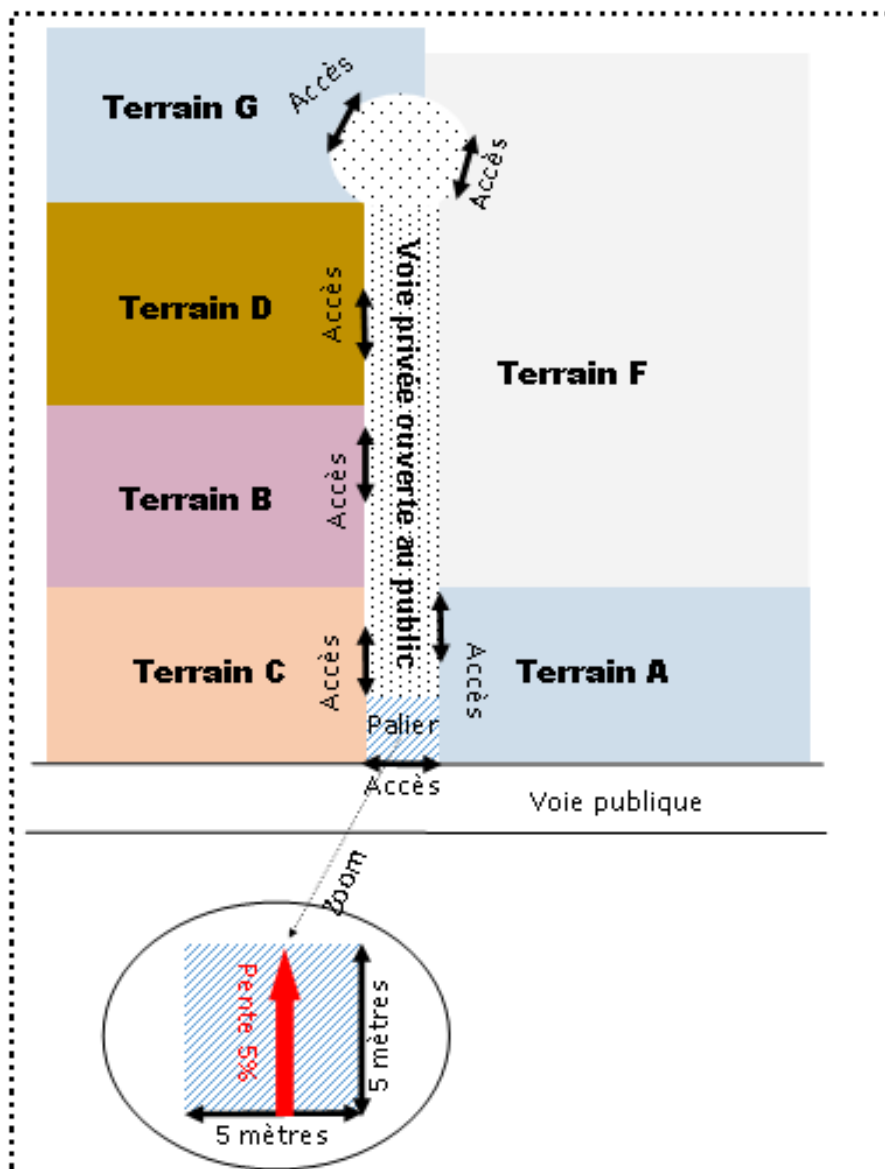 Accès
Terrain G
Accès
Terrain D
Accès
Voie privée ouverte au public
Terrain F
Terrain B
Accès
Terrain C
Accès
Accès
Terrain A
Palier
Accès
Voie publique
Zoom
Pente 5%
5 mètres
5 mètres